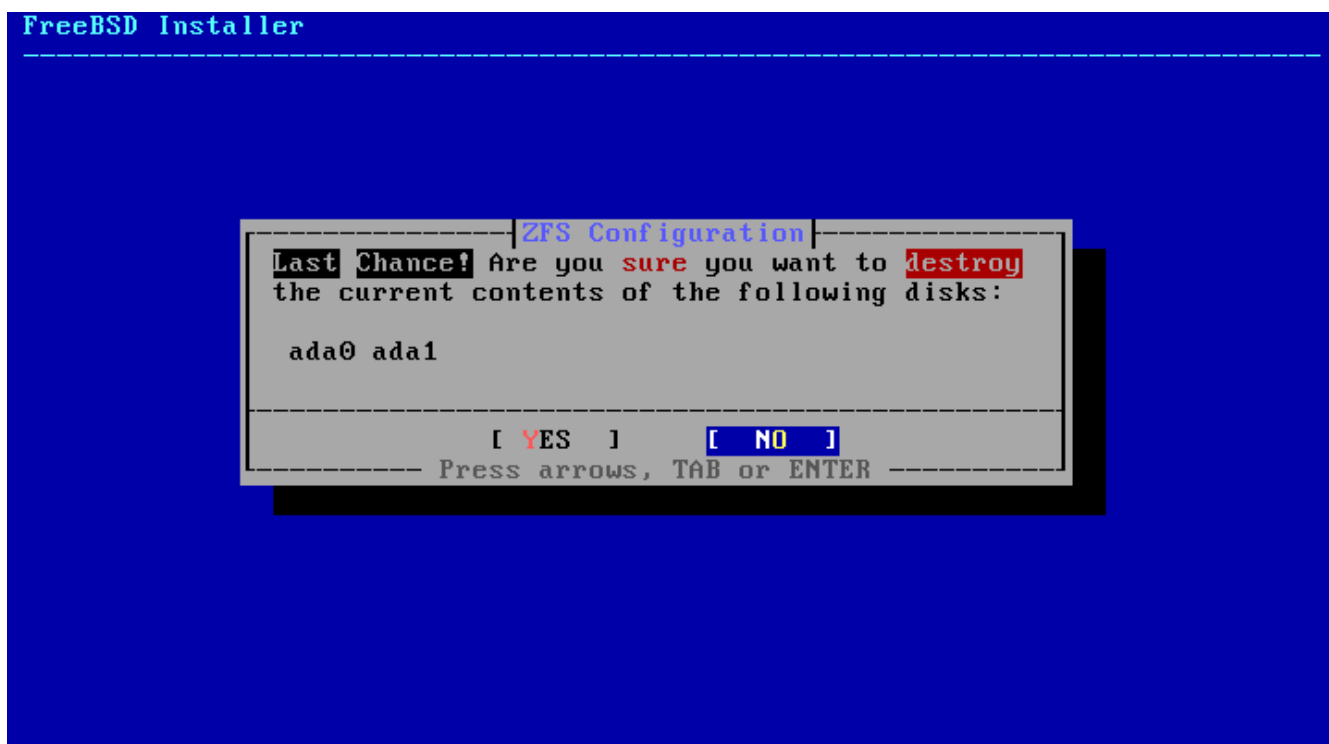 FreeBSD Installer
ZFS Configuration
Last Chance! Are you sure you want to destroy
the current contents of the following disks:
ada0 ada1
[ YES ] [ NO ]
Press arrows, TAB or ENTER